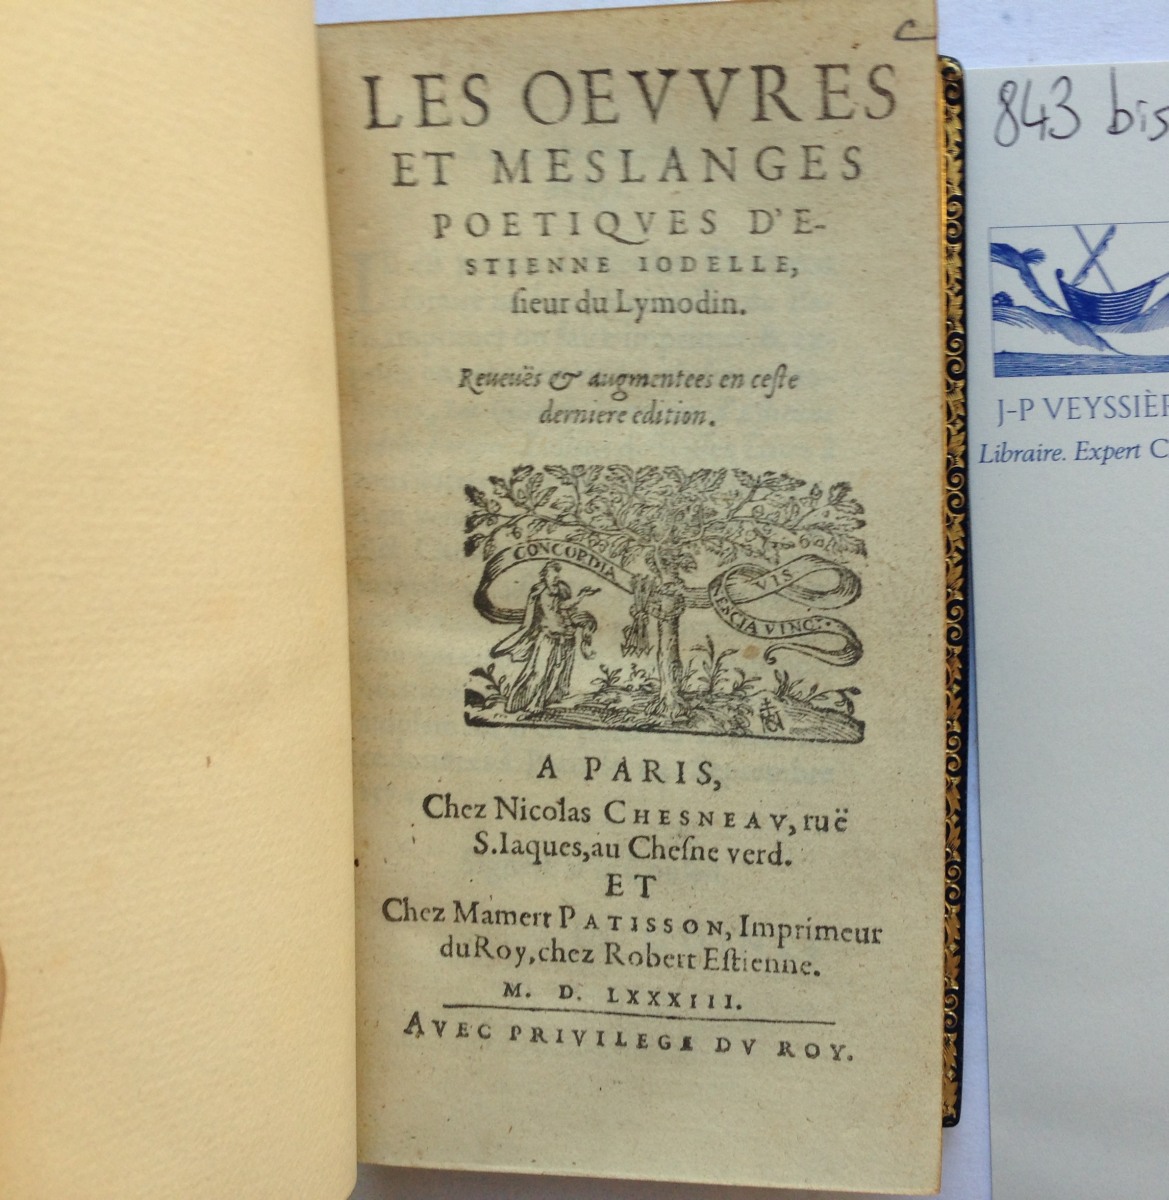 c
LES OEVVRES
ET MESLANGES
POETIQVES D'E-
STIENNE IODELLE,
ſieur du Lymodin.
Reueuës & augmentees en ceſte
derniere edition.
CONCORDIA
VIS
NESCIA VINCI
A PARIS,
Chez Nicolas CHESNEAV, ruë
S. Iaques, au Cheſne verd.
ET
Chez Mamert PATISSON, Imprimeur
du Roy, chez Robert Eſtienne.
M. D. LXXXIII.
AVEC PRIVILEGE DV ROY.
843 bis
J-P VEYSSIÈR
Libraire. Expert C